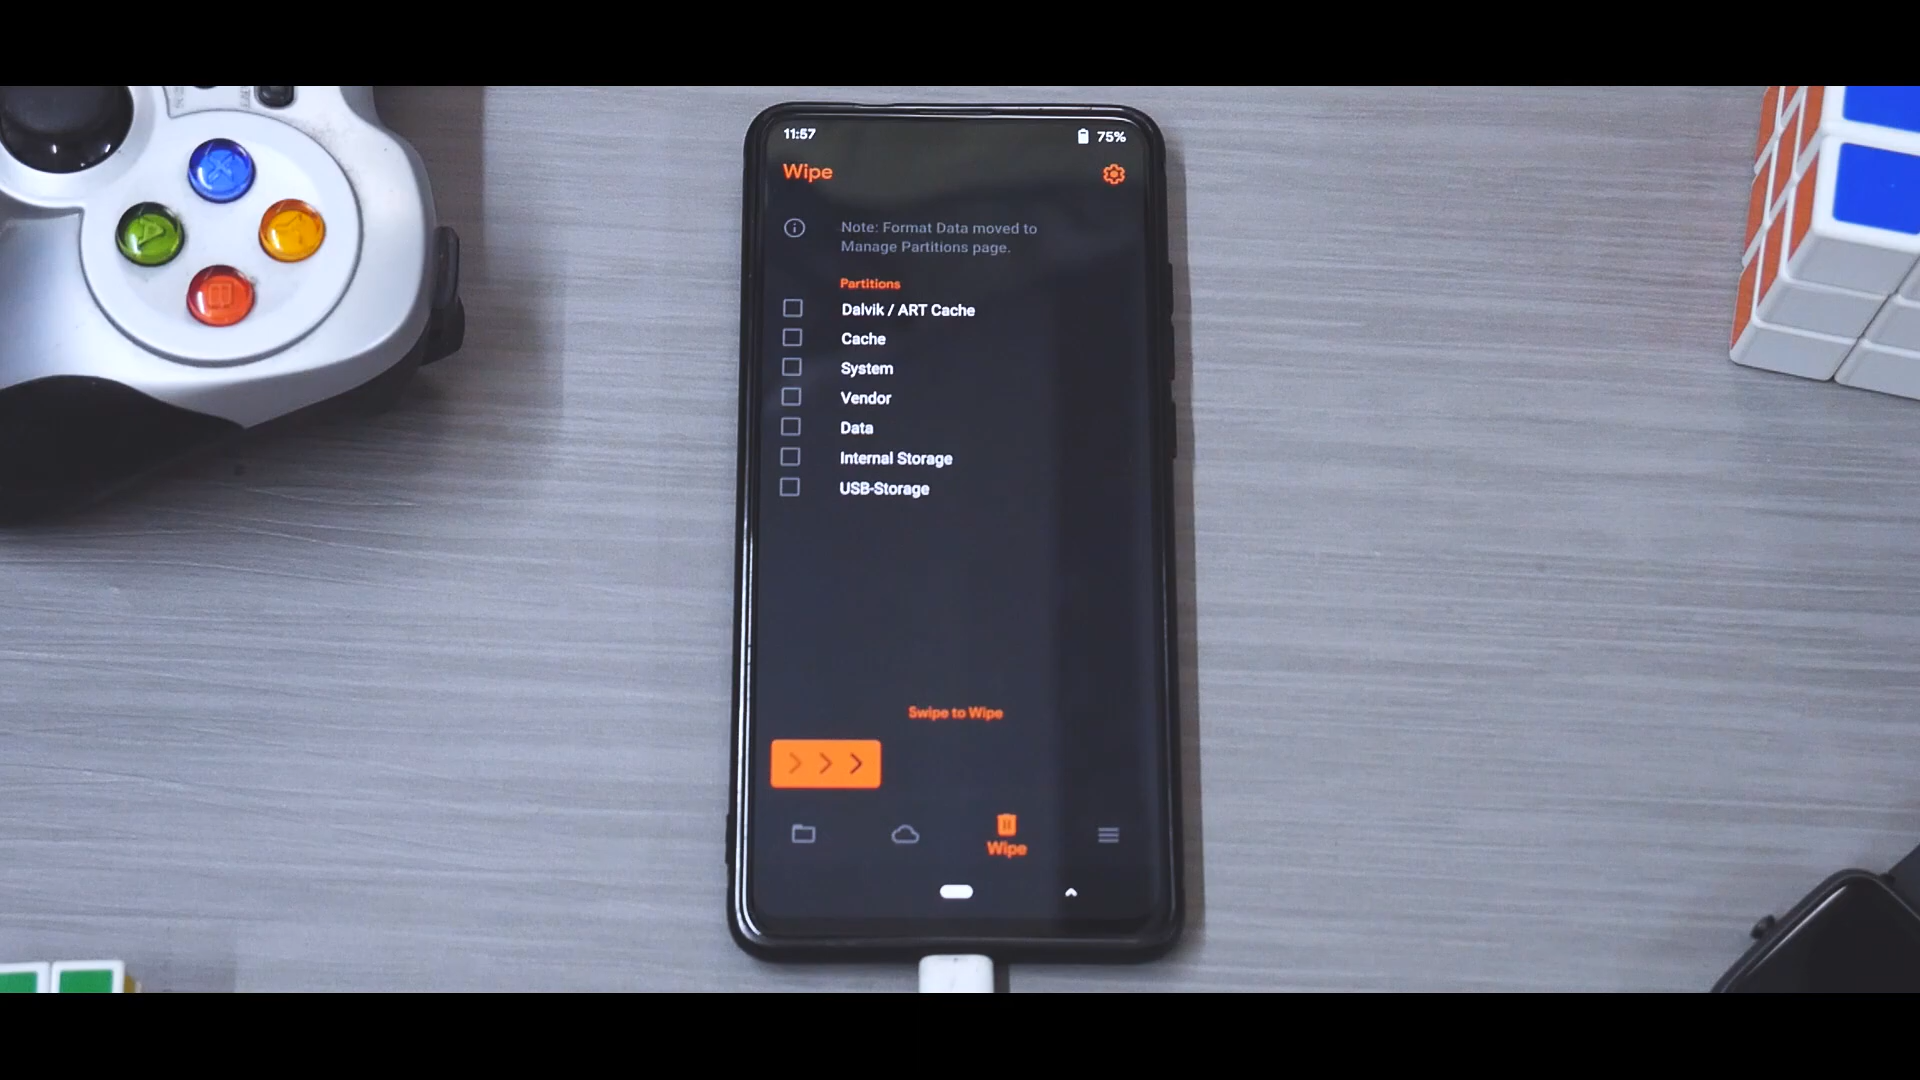 11:57
75%
Wipe
Note: Format Data moved to
Manage Partitions page.
Partitions
Dalvik / ART Cache
Cache
System
Vendor
Data
Internal Storage
USB-Storage
Swipe to Wipe
Wipe
X
A
Y
B